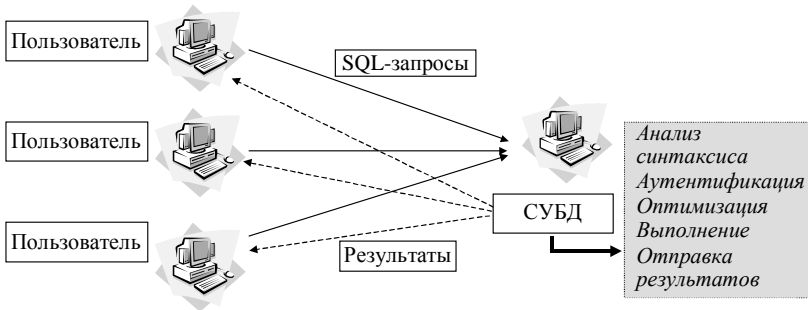 Пользователь
SQL-запросы
Пользователь
Пользователь
Результаты
СУБД
Анализ
синтаксиса
Аутентификация
Оптимизация
Выполнение
Отправка
результатов